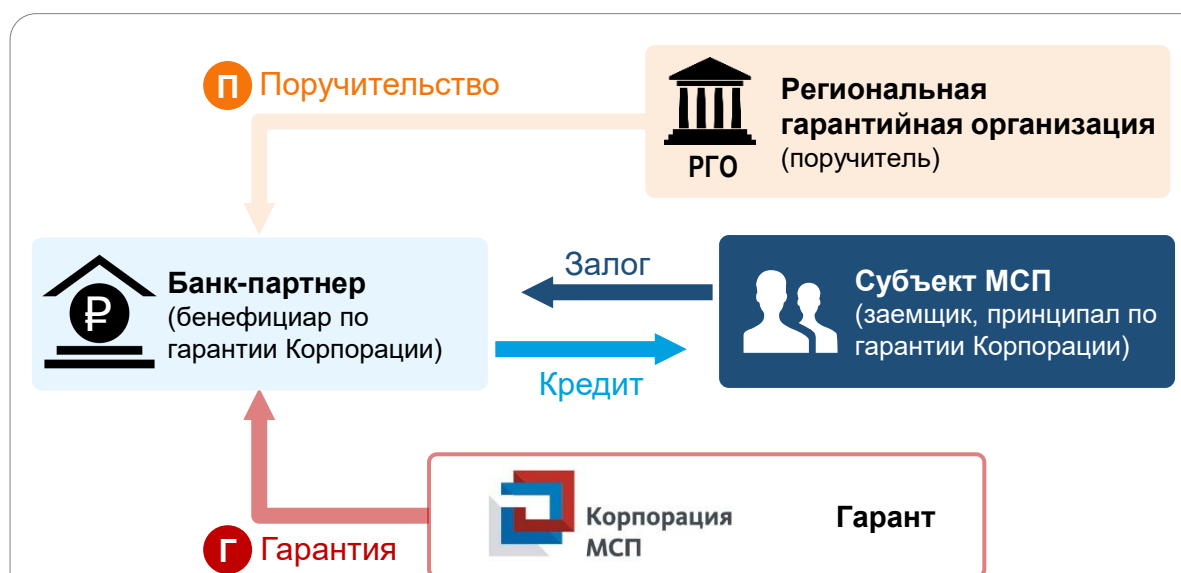 П Поручительство
Региональная
гарантийная организация
(поручитель)
РГО
Банк-партнер
(бенефициар по
гарантии Корпорации)
₽
Залог
Кредит
Субъект МСП
(заемщик, принципал по
гарантии Корпорации)
Корпорация
МСП
Гарант
Г Гарантия